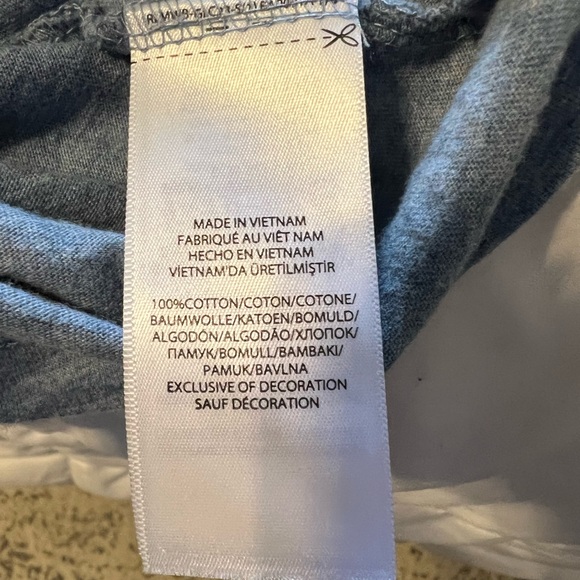 MADE IN VIETNAM
FABRIQUÉ AU VIÊT NAM
HECHO EN VIETNAM
VİETNAM'DA ÜRETİLMİŞTİR
100%COTTON/COTON/COTONE/
BAUMWOLLE/KATOEN/BOMULD/
ALGODÓN/ALGODÃO/ХЛОПОК/
ПАМУК/BOMULL/BAMBAKI/
PAMUK/BAVLNA
EXCLUSIVE OF DECORATION
SAUF DÉCORATION